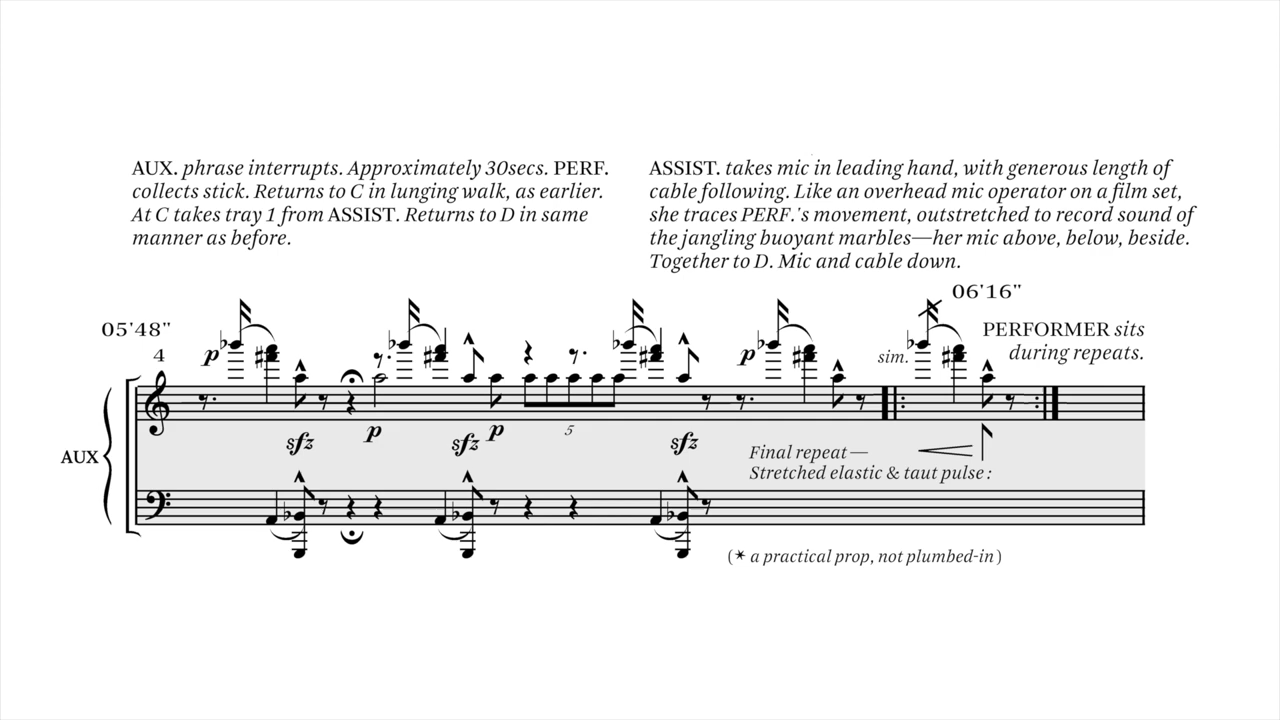 AUX. phrase interrupts. Approximately 30secs. PERF.
collects stick. Returns to C in lunging walk, as earlier.
At C takes tray 1 from ASSIST. Returns to D in same
manner as before.
ASSIST. takes mic in leading hand, with generous length of
cable following. Like an overhead mic operator on a film set,
she traces PERF.'s movement, outstretched to record sound of
the jangling buoyant marbles—her mic above, below, beside.
Together to D. Mic and cable down.
06'16"
05'48"
PERFORMER sits
during repeats.
4
p
p
sim.
p
sfz
sfz
p
5
sfz
AUX
Final repeat —
Stretched elastic & taut pulse :
(* a practical prop, not plumbed-in)